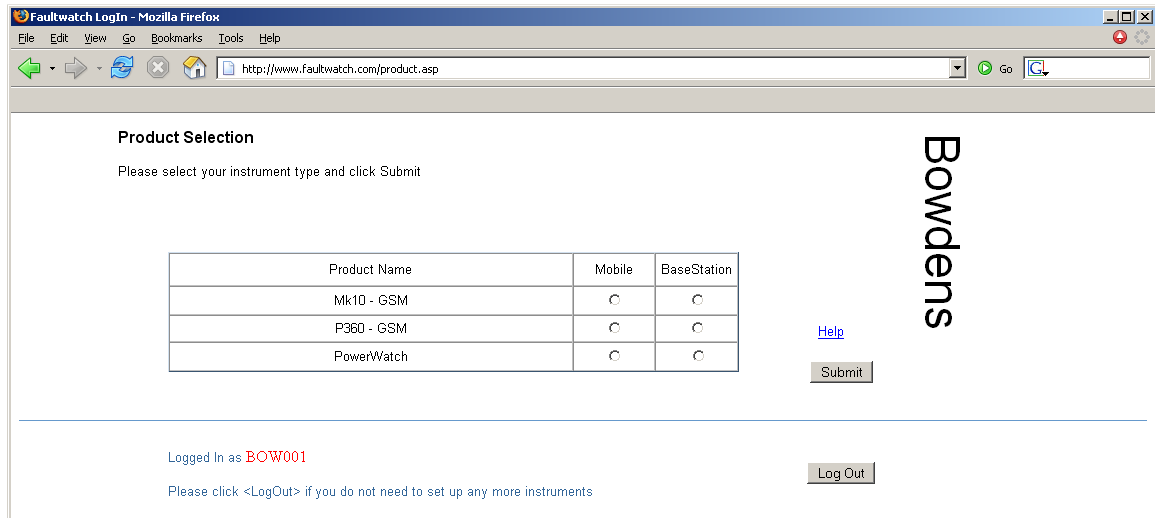 Faultwatch LogIn - Mozilla Firefox
File Edit View Go Bookmarks Tools Help
http://www.faultwatch.com/product.asp
Go
G
Product Selection
Please select your instrument type and click Submit
Bowdens
Product Name Mobile BaseStation
Mk10 - GSM
P360 - GSM
PowerWatch
Help
Submit
Logged In as BOW001
Log Out
Please click <LogOut> if you do not need to set up any more instruments